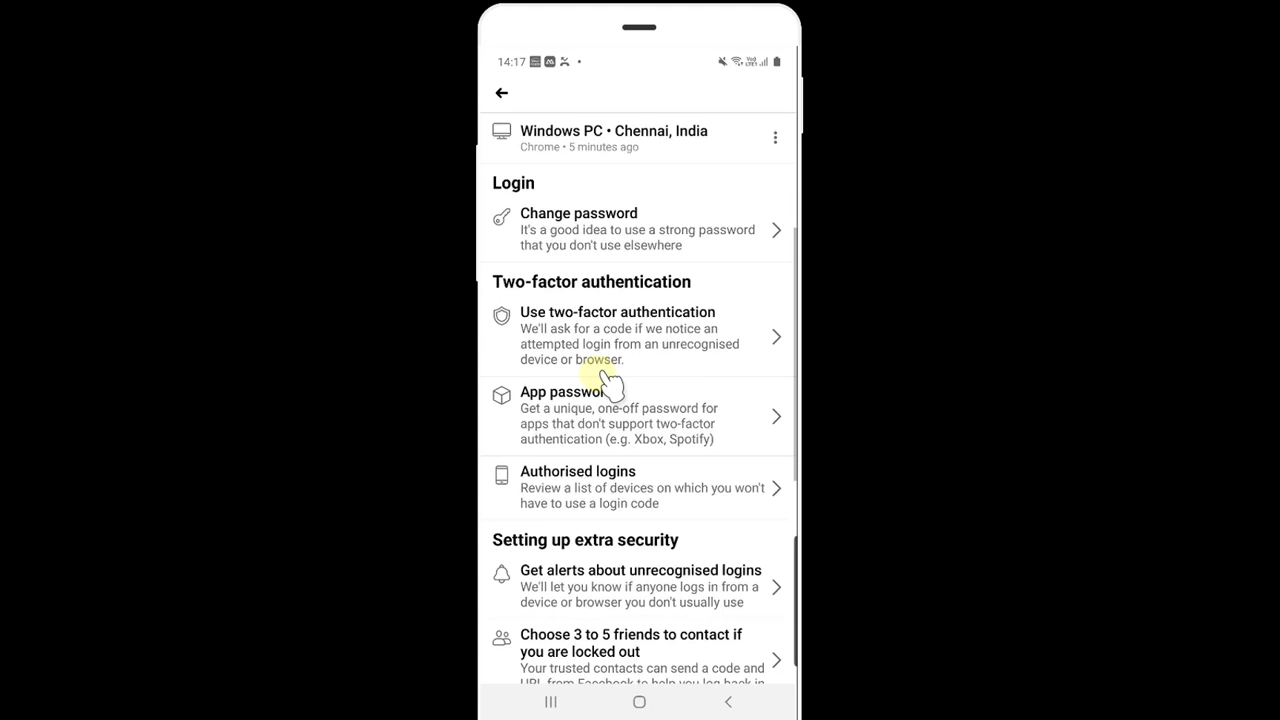 14:17
Windows PC • Chennai, India
Chrome • 5 minutes ago
Login
Change password
It's a good idea to use a strong password
that you don't use elsewhere
Two-factor authentication
Use two-factor authentication
We'll ask for a code if we notice an
attempted login from an unrecognised
device or browser.
App
Get a unique, one-off password for
apps that don't support two-factor
authentication (e.g. Xbox, Spotify)
Authorised logins
Review a list of devices on which you won't
have to use a login code
Setting up extra security
Get alerts about unrecognised logins
We'll let you know if anyone logs in from a
device or browser you don't usually use
Choose 3 to 5 friends to contact if
you are locked out
Your trusted contacts can send a code and
URL from Facebook to help you log back in